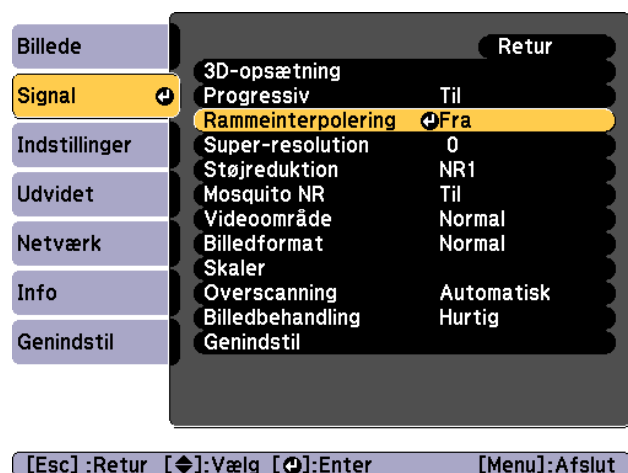 Billede
Signal
Indstillinger
Udvidet
Netværk
Info
Genindstil
Retur
3D-opsætning
Progressiv Til
Rammeinterpolering Fra
Super-resolution 0
Støjreduktion NR1
Mosquito NR Til
Videoområde Normal
Billedformat Normal
Skaler
Overscanning Automatisk
Billedbehandling Hurtig
Genindstil
[Esc] :Retur [◆]:Vælg [⏎]:Enter [Menu]:Afslut